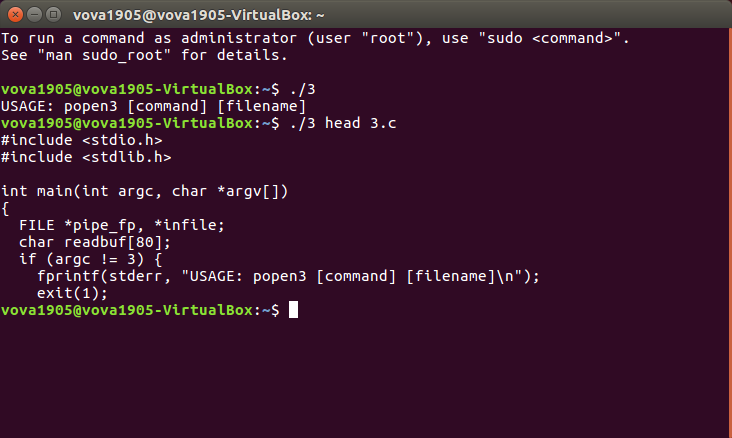 vova1905@vova1905-VirtualBox: ~
To run a command as administrator (user "root"), use "sudo <command>".
See "man sudo_root" for details.
vova1905@vova1905-VirtualBox:~$ ./3
USAGE: popen3 [command] [filename]
vova1905@vova1905-VirtualBox:~$ ./3 head 3.c
#include <stdio.h>
#include <stdlib.h>
int main(int argc, char *argv[])
{
  FILE *pipe_fp, *infile;
  char readbuf[80];
  if (argc != 3) {
    fprintf(stderr, "USAGE: popen3 [command] [filename]\n");
    exit(1);
vova1905@vova1905-VirtualBox:~$